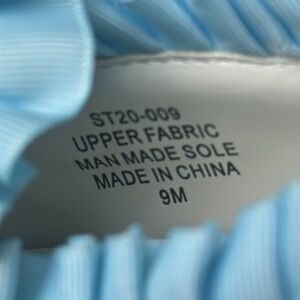 ST20-009
UPPER FABRIC
MAN MADE SOLE
MADE IN CHINA
9M